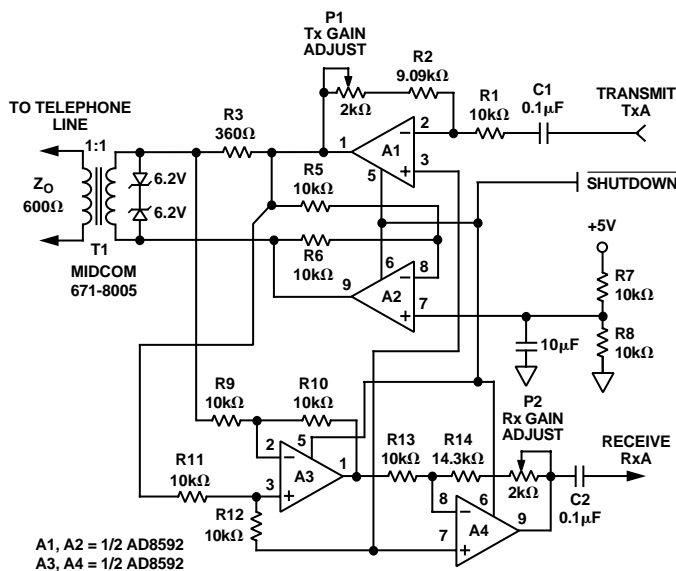 P1
Tx GAIN
ADJUST
2kΩ
R2
9.09kΩ
R1
10kΩ
C1
0.1μF
TRANSMIT
TxA
TO TELEPHONE
LINE
1:1
R3
360Ω
1
A1
2
3
5
ZO
600Ω
6.2V
6.2V
T1
MIDCOM
671-8005
R5
10kΩ
R6
10kΩ
9
A2
6
8
7
SHUTDOWN
+5V
R7
10kΩ
R8
10kΩ
10μF
R9
10kΩ
R10
10kΩ
2
5
3
A3
1
R11
10kΩ
R12
10kΩ
R13
10kΩ
R14
14.3kΩ
P2
Rx GAIN
ADJUST
2kΩ
8
6
7
A4
9
RECEIVE
RxA
C2
0.1μF
A1, A2 = 1/2 AD8592
A3, A4 = 1/2 AD8592